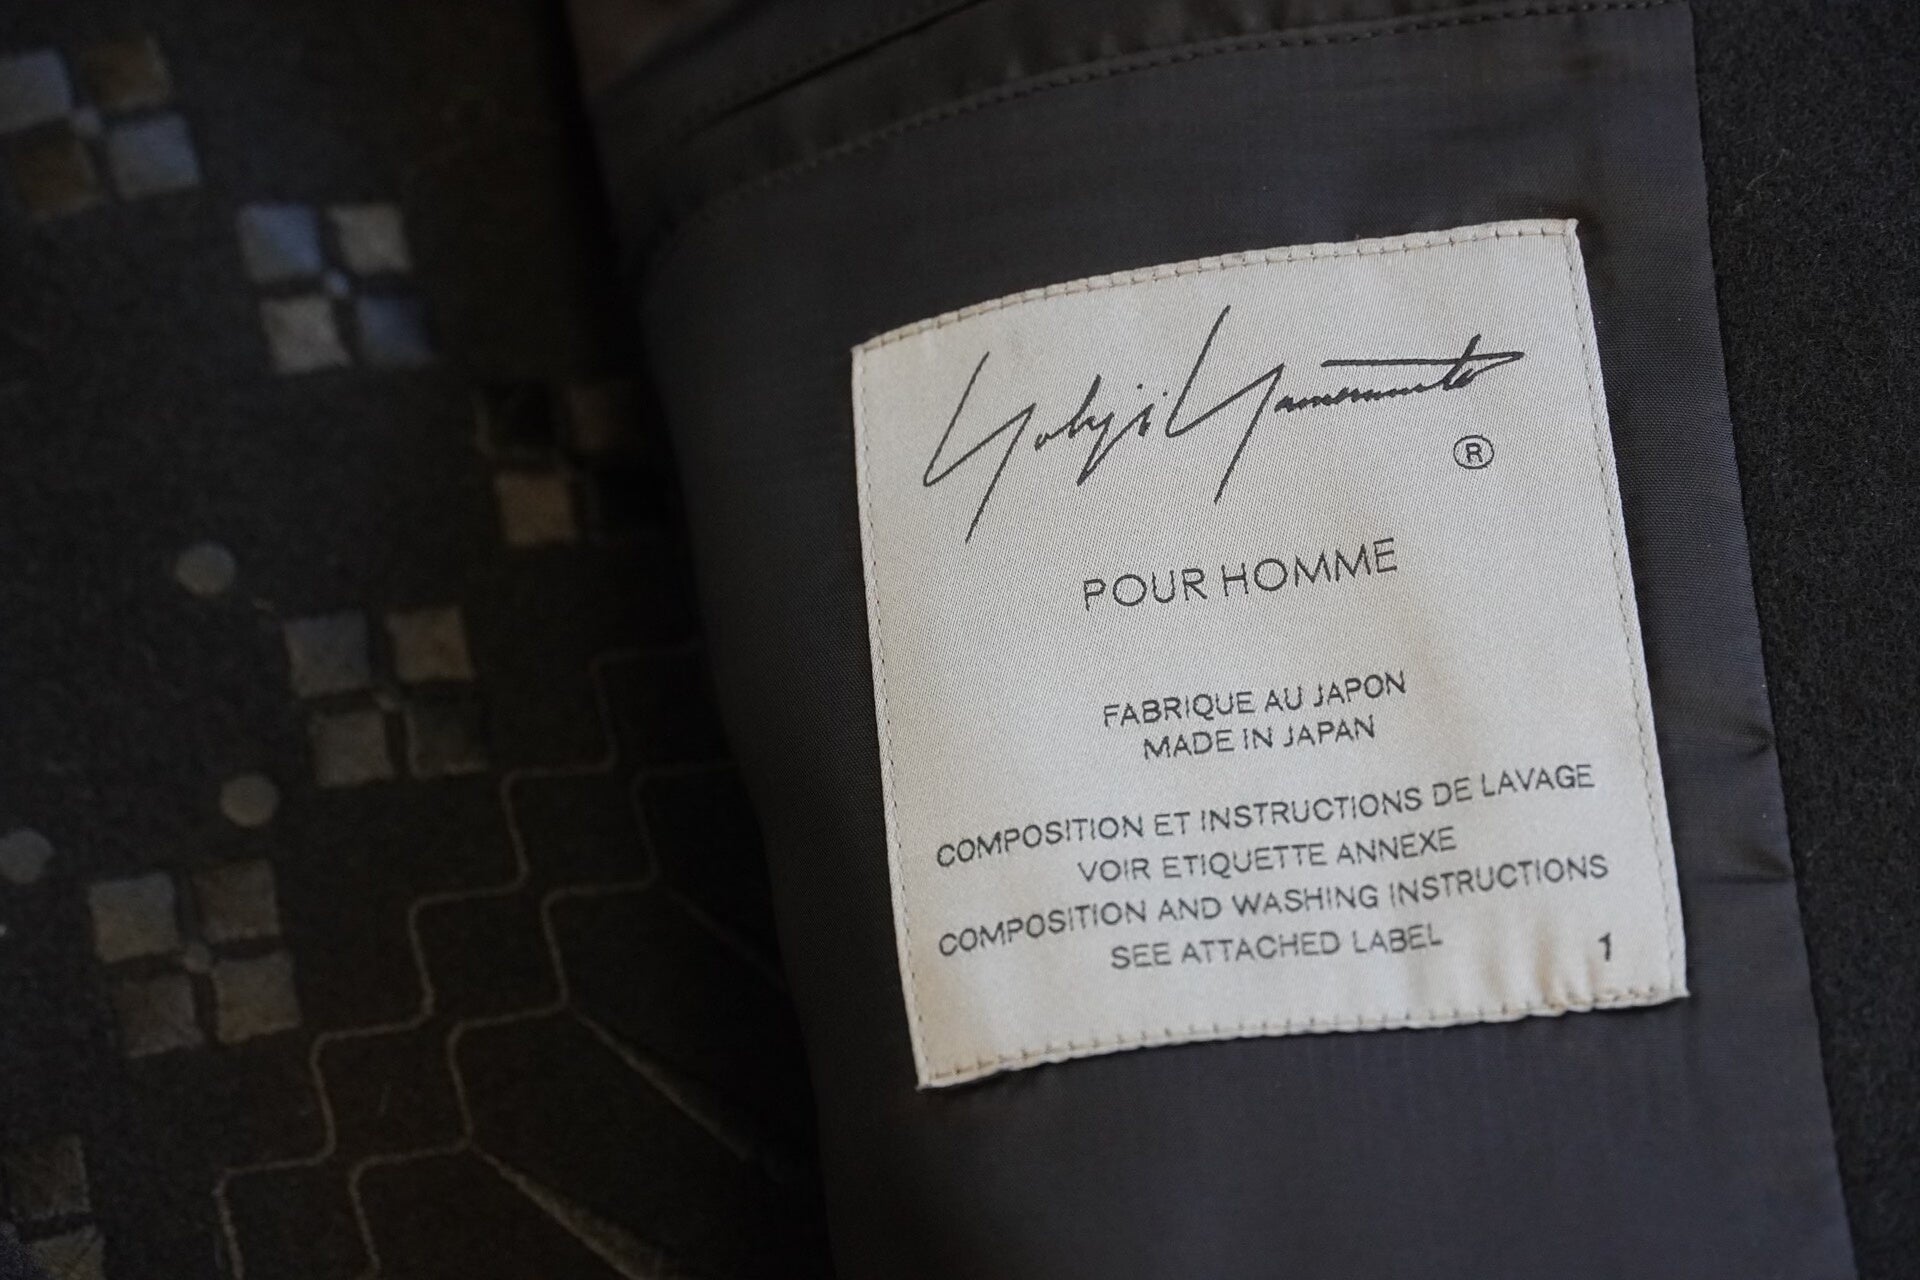 Yohji Yamamoto
®
POUR HOMME
FABRIQUE AU JAPON
MADE IN JAPAN
COMPOSITION ET INSTRUCTIONS DE LAVAGE
VOIR ETIQUETTE ANNEXE
COMPOSITION AND WASHING INSTRUCTIONS
SEE ATTACHED LABEL
1